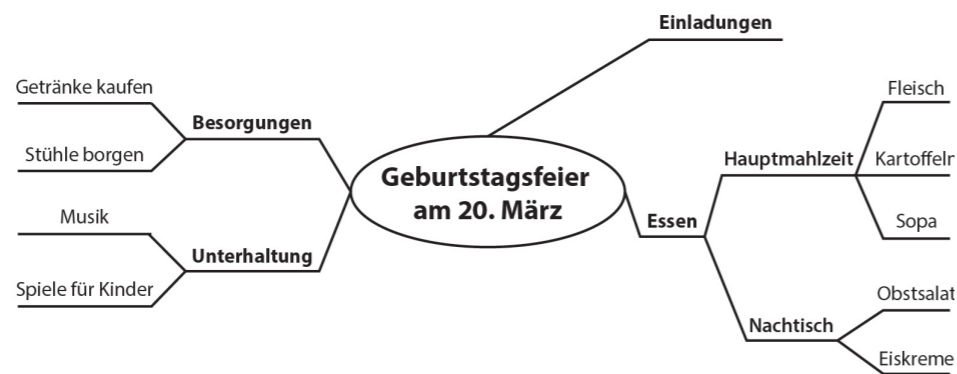 Einladungen
Getränke kaufen
Besorgungen
Stühle borgen
Geburtstagsfeier
am 20. März
Musik
Unterhaltung
Spiele für Kinder
Essen
Hauptmahlzeit
Fleisch
Kartoffeln
Sopa
Nachtisch
Obstsalat
Eiskreme